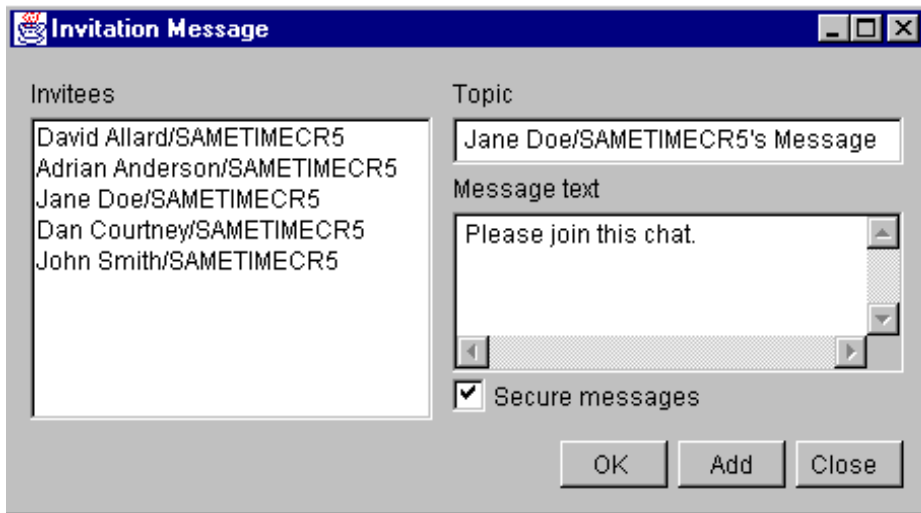 Invitation Message
Invitees
David Allard/SAMETIMECR5
Adrian Anderson/SAMETIMECR5
Jane Doe/SAMETIMECR5
Dan Courtney/SAMETIMECR5
John Smith/SAMETIMECR5
Topic
Jane Doe/SAMETIMECR5's Message
Message text
Please join this chat.
Secure messages
OK
Add
Close